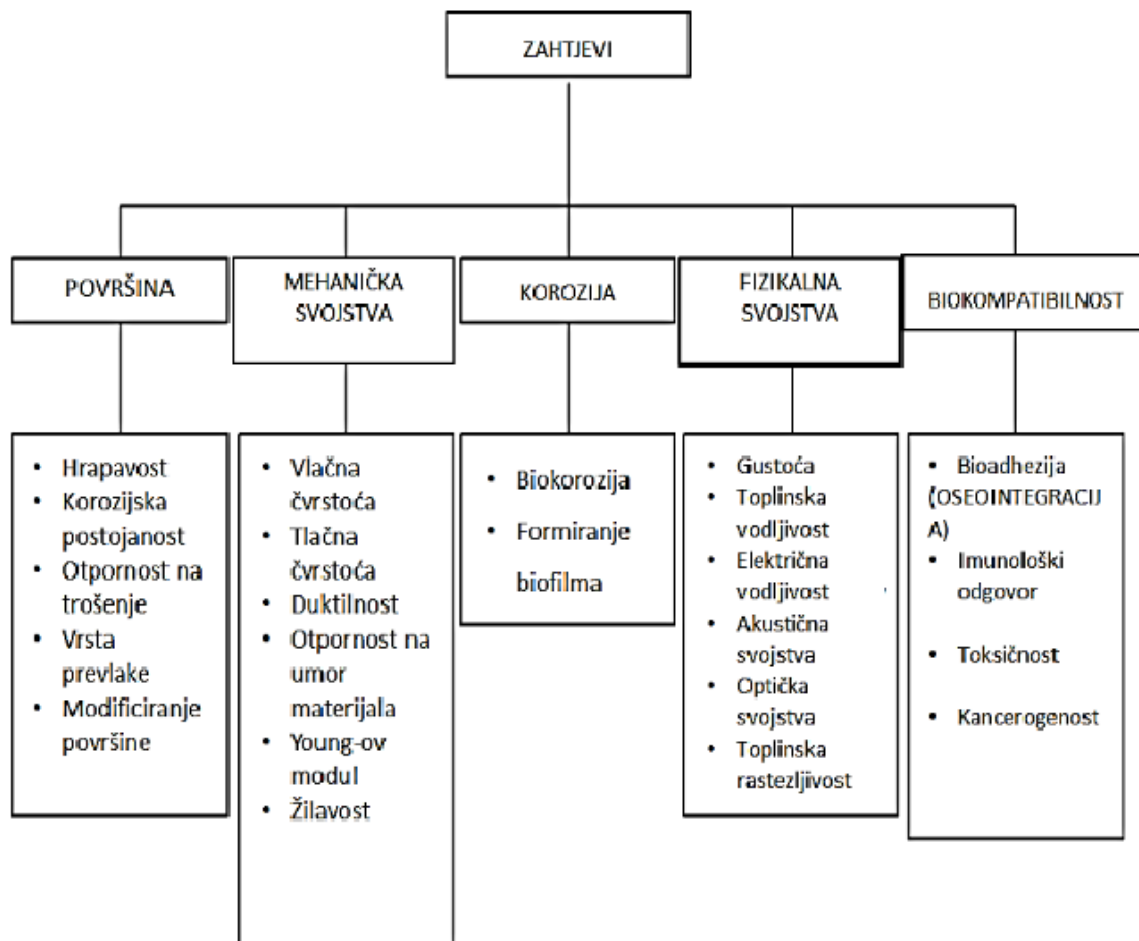 ZAHTJEVI
POVRŠINA
MEHANIČKA
SVOJSTVA
KOROZIJA
FIZIKALNA
SVOJSTVA
BIOKOMPATIBILNOST
• Hrapavost
• Korozijska
postojanost
• Otpornost na
trošenje
• Vrsta
prevlake
• Modificiranje
površine
• Vlačna
čvrstoća
• Tlačna
čvrstoća
• Duktilnost
• Otpornost na
umor
materijala
• Young-ov
modul
• Žilavost
• Biokorozija
• Formiranje
biofilma
• Gustoća
• Toplinska
vodljivost
• Električna
vodljivost
• Akustična
svojstva
• Optička
svojstva
• Toplinska
rastezljivost
• Bioadhezija
(OSEOINTEGRACIJ
A)
• Imunološki
odgovor
• Toksičnost
• Kancerogenost